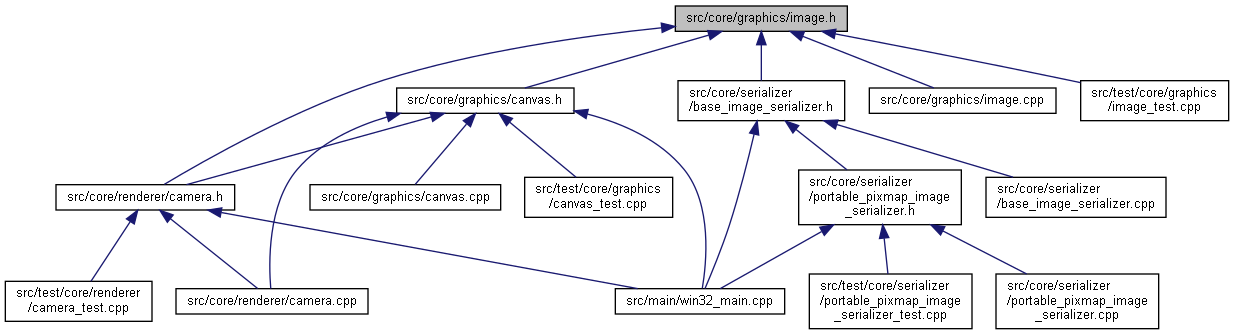 src/core/graphics/image.h
src/core/graphics/canvas.h
src/core/serializer
/base_image_serializer.h
src/core/graphics/image.cpp
src/test/core/graphics
/image_test.cpp
src/core/renderer/camera.h
src/core/graphics/canvas.cpp
src/test/core/graphics
/canvas_test.cpp
src/core/serializer
/portable_pixmap_image
_serializer.h
src/core/serializer
/base_image_serializer.cpp
src/test/core/renderer
/camera_test.cpp
src/core/renderer/camera.cpp
src/main/win32_main.cpp
src/test/core/serializer
/portable_pixmap_image
_serializer_test.cpp
src/core/serializer
/portable_pixmap_image
_serializer.cpp